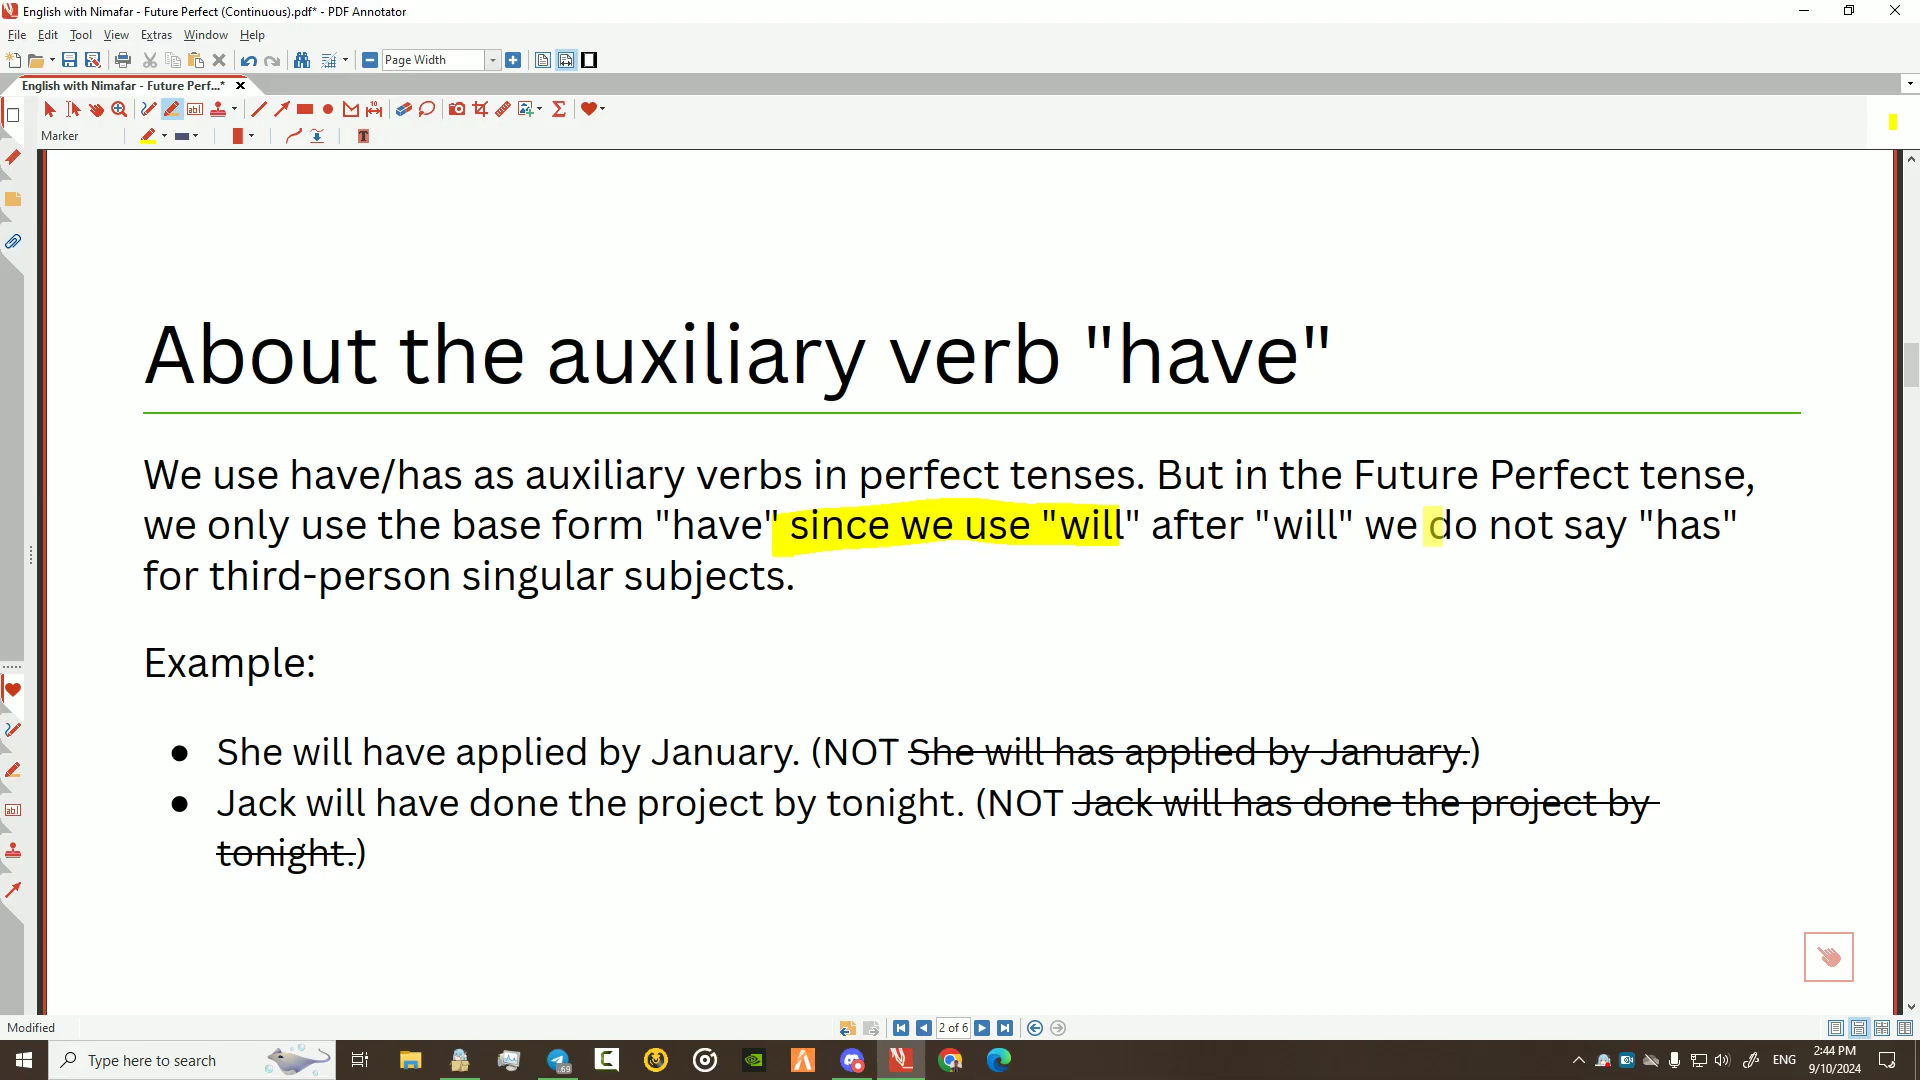 English with Nimafar - Future Perfect (Continuous).pdf* - PDF Annotator
File Edit Tool View Extras Window Help
Page Width
English with Nimafar - Future Perf...*
Marker
About the auxiliary verb "have"
We use have/has as auxiliary verbs in perfect tenses. But in the Future Perfect tense,
we only use the base form "have" since we use "will" after "will" we do not say "has"
for third-person singular subjects.
Example:
● She will have applied by January. (NOT She will has applied by January.)
● Jack will have done the project by tonight. (NOT Jack will has done the project by
tonight.)
Modified
2 of 6
Type here to search
.69
ENG
2:44 PM
9/10/2024